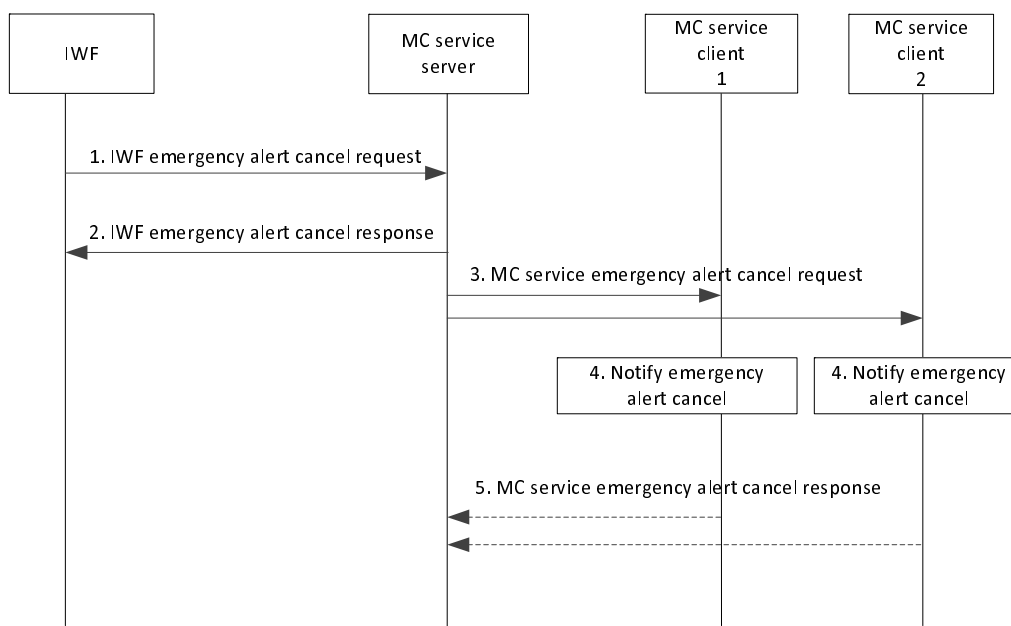 IWF
MC service
server
MC service
client
1
MC service
client
2
1. IWF emergency alert cancel request
2. IWF emergency alert cancel response
3. MC service emergency alert cancel request
4. Notify emergency
alert cancel
4. Notify emergency
alert cancel
5. MC service emergency alert cancel response